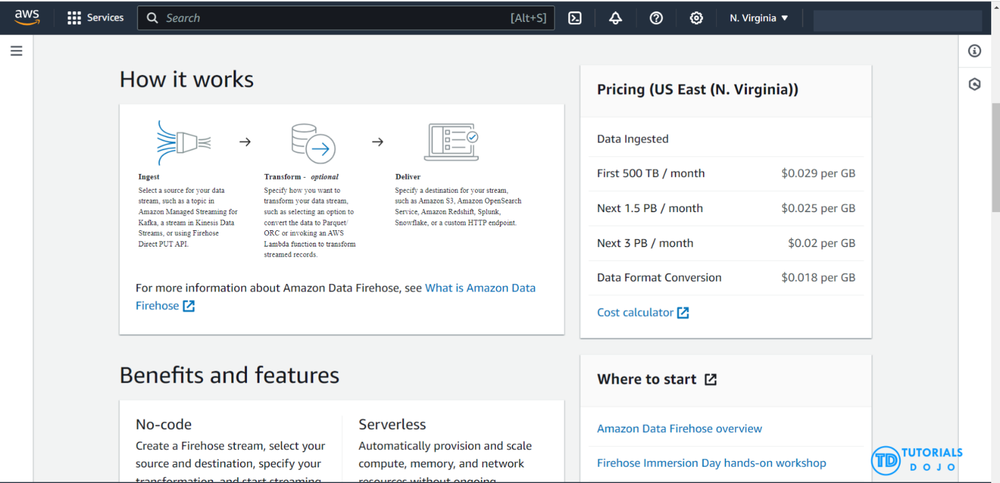 aws
Services
Search
[Alt+S]
N. Virginia ▼
How it works
Ingest
Select a source for your data
stream, such as a topic in
Amazon Managed Streaming for
Kafka, a stream in Kinesis Data
Streams, or using Firehose
Direct PUT API.
Transform - optional
Specify how you want to
transform your data stream,
such as selecting an option to
convert the data to Parquet/
ORC or invoking an AWS
Lambda function to transform
streamed records.
Deliver
Specify a destination for your stream,
such as Amazon S3, Amazon OpenSearch
Service, Amazon Redshift, Splunk,
Snowflake, or a custom HTTP endpoint.
For more information about Amazon Data Firehose, see What is Amazon Data
Firehose
Pricing (US East (N. Virginia))
Data Ingested
First 500 TB / month $0.029 per GB
Next 1.5 PB / month $0.025 per GB
Next 3 PB / month $0.02 per GB
Data Format Conversion $0.018 per GB
Cost calculator
Benefits and features
No-code
Create a Firehose stream, select your
source and destination, specify your
transformation, and start streaming
Serverless
Automatically provision and scale
compute, memory, and network
resources without ongoing
Where to start
Amazon Data Firehose overview
Firehose Immersion Day hands-on workshop
TD TUTORIALS
DOJO